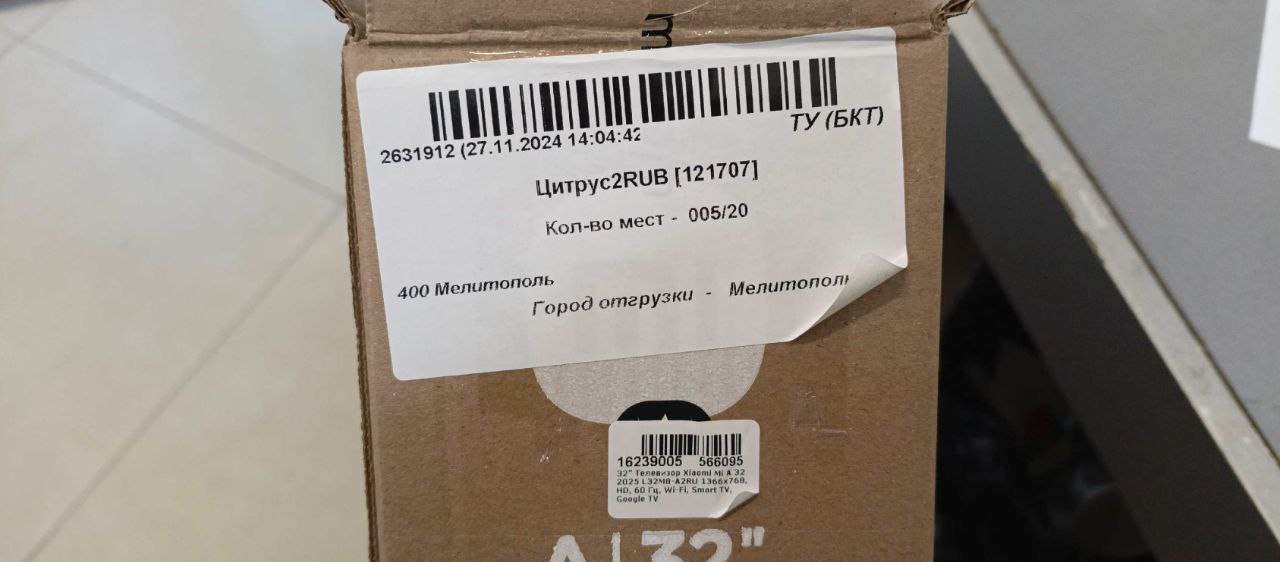 2631912 (27.11.2024 14:04:42
ТУ (БКТ)
Цитрус2RUB [121707]
Кол-во мест - 005/20
400 Мелитополь
Город отгрузки - Мелитополь
16239005 566095
32" Телевизор Xiaomi Mi A 32
2025 L32M8-A2RU 1366x768,
HD, 60 Гц, Wi-Fi, Smart TV,
Google TV
A | 32"